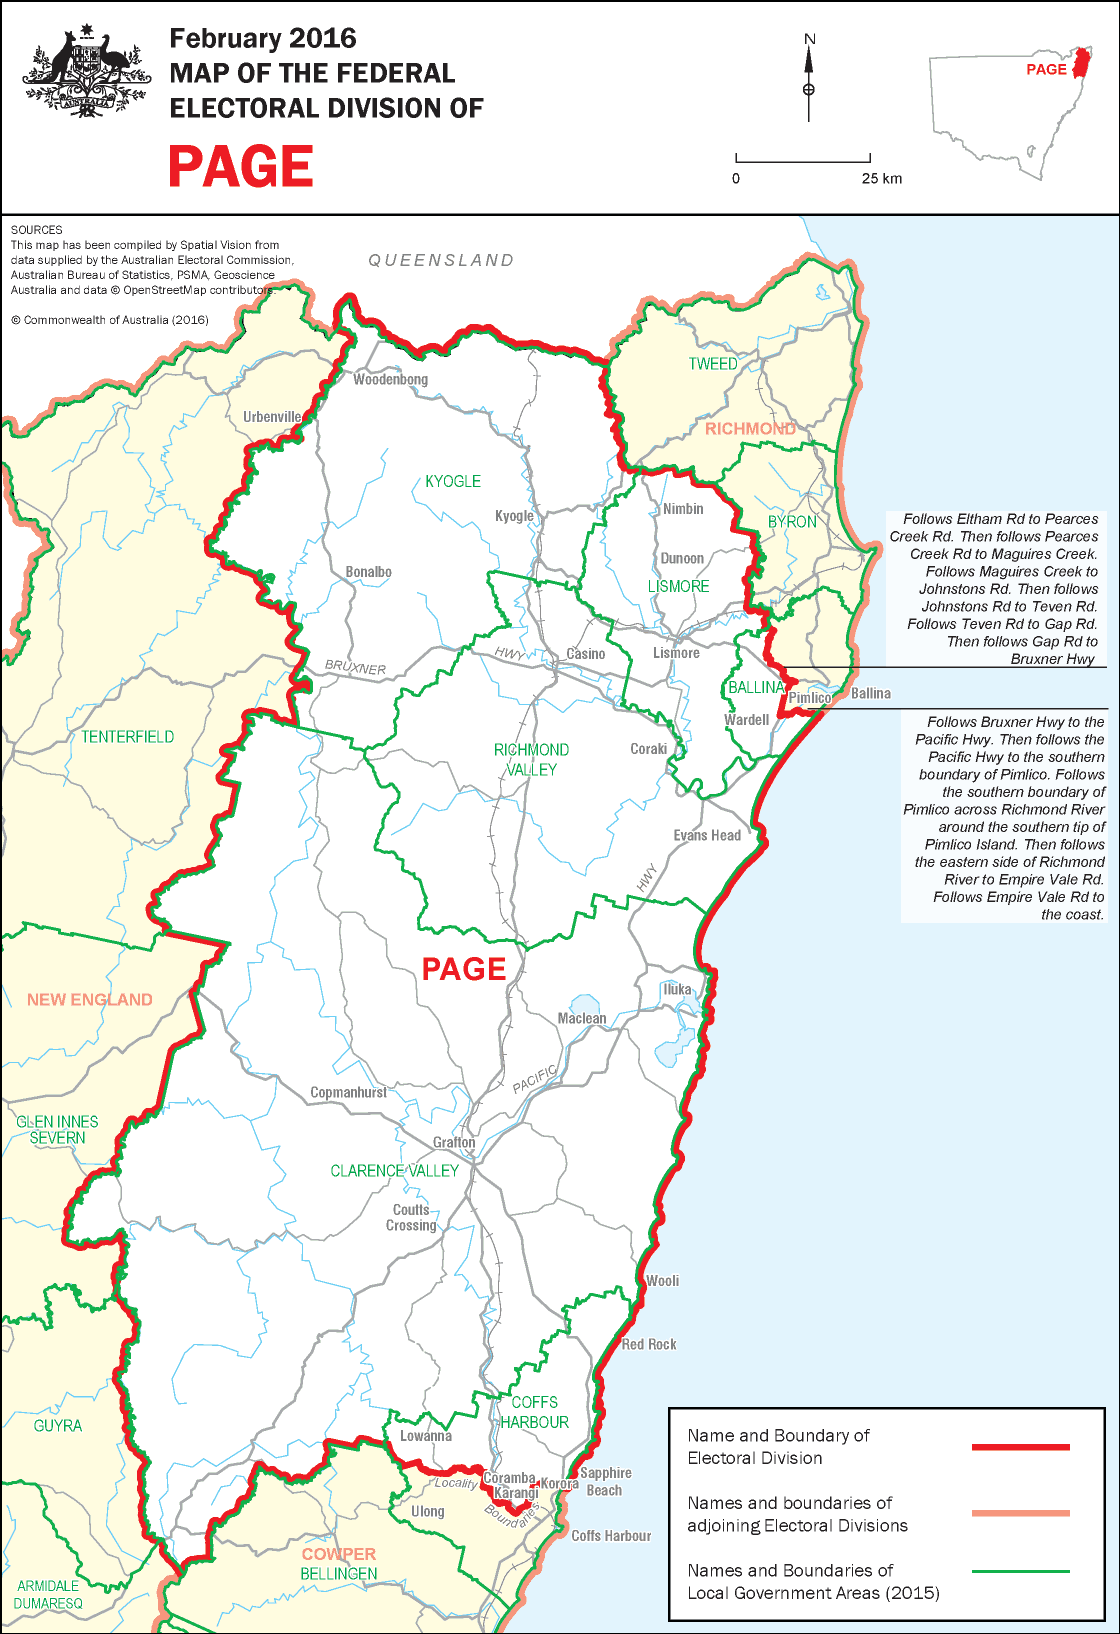 February 2016
MAP OF THE FEDERAL
ELECTORAL DIVISION OF
PAGE
AUSTRALIA
N
0
25 km
PAGE
SOURCES
This map has been compiled by Spatial Vision from
data supplied by the Australian Electoral Commission,
Australian Bureau of Statistics, PSMA, Geoscience
Australia and data © OpenStreetMap contributors.
© Commonwealth of Australia (2016)
QUEENSLAND
TWEED
Woodenbong
Urbenville
RICHMOND
KYOGLE
Nimbin
Kyogle
BYRON
Follows Eltham Rd to Pearces
Creek Rd. Then follows Pearces
Creek Rd to Maguires Creek.
Follows Maguires Creek to
Johnstons Rd. Then follows
Johnstons Rd to Teven Rd.
Follows Teven Rd to Gap Rd.
Then follows Gap Rd to
Bruxner Hwy
Dunoon
Bonalbo
LISMORE
BRUXNER
HWY
Casino
Lismore
BALLINA
Pimlico
Ballina
Wardell
TENTERFIELD
RICHMOND
VALLEY
Coraki
Follows Bruxner Hwy to the
Pacific Hwy. Then follows the
Pacific Hwy to the southern
boundary of Pimlico. Follows
the southern boundary of
Pimlico across Richmond River
around the southern tip of
Pimlico Island. Then follows
the eastern side of Richmond
River to Empire Vale Rd.
Follows Empire Vale Rd to
the coast.
Evans Head
HWY
PAGE
NEW ENGLAND
Iluka
Maclean
PACIFIC
Copmanhurst
GLEN INNES
SEVERN
Grafton
CLARENCE VALLEY
Coutts
Crossing
Wooli
Red Rock
COFFS
HARBOUR
GUYRA
Lowanna
Locality
Boundaries
Coramba
Karangi
Korora
Sapphire
Beach
Ulong
Coffs Harbour
COWPER
BELLINGEN
ARMIDALE
DUMARESQ
Name and Boundary of
Electoral Division
Names and boundaries of
adjoining Electoral Divisions
Names and Boundaries of
Local Government Areas (2015)